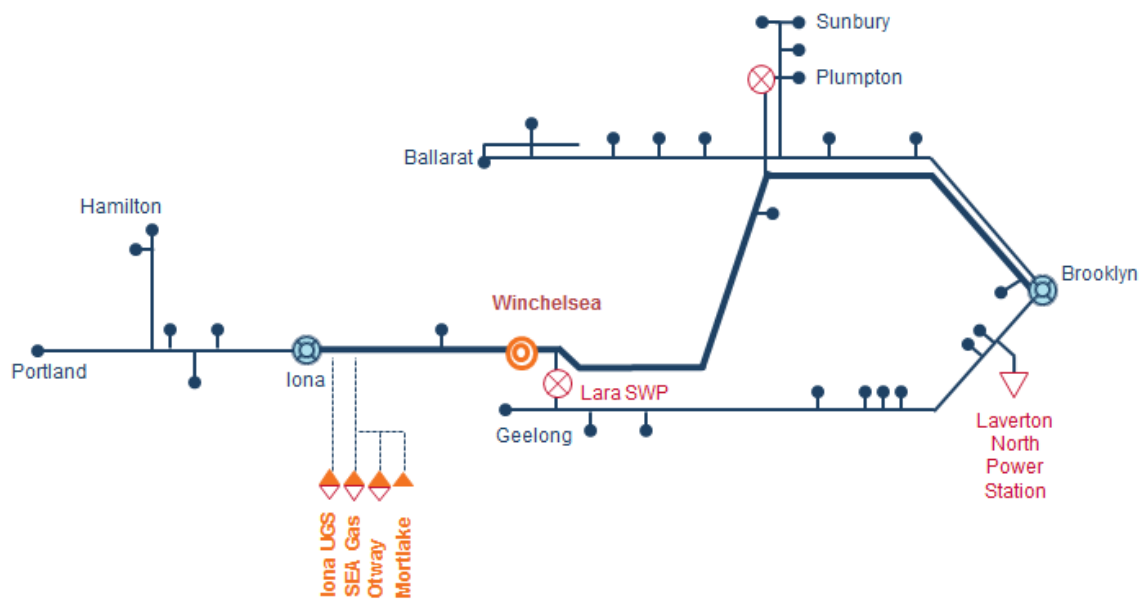 Sunbury
Plumpton
Ballarat
Hamilton
Brooklyn
Winchelsea
Portland
Iona
Lara SWP
Geelong
Laverton
North
Power
Station
Iona UGS
SEA Gas
Otway
Mortlake